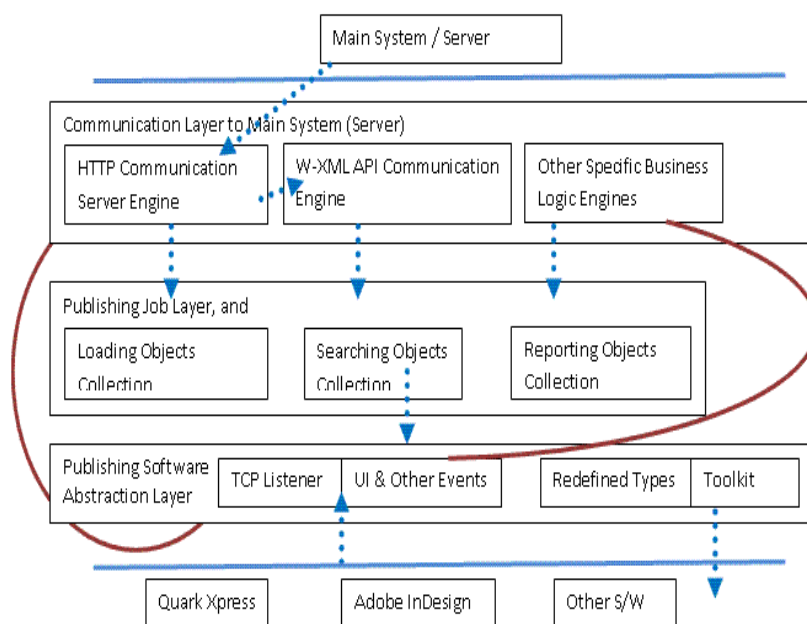 Main System / Server
Communication Layer to Main System (Server)
HTTP Communication
Server Engine
W-XML API Communication
Engine
Other Specific Business
Logic Engines
Publishing Job Layer, and
Loading Objects
Collection
Searching Objects
Collection
Reporting Objects
Collection
Publishing Software
Abstraction Layer
TCP Listener
UI & Other Events
Redefined Types
Toolkit
Quark Xpress
Adobe InDesign
Other S/W